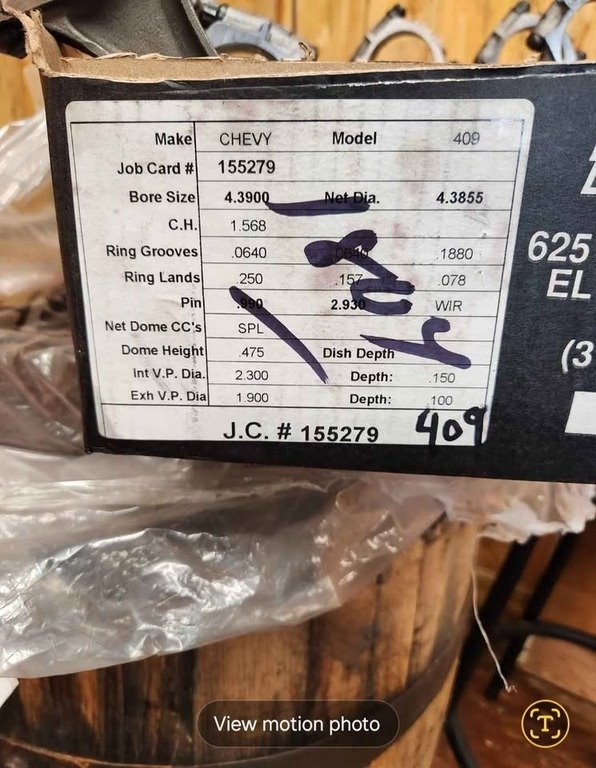 Make CHEVY Model 409
Job Card # 155279
Bore Size 4.3900 Net Dia. 4.3855
C.H. 1.568
Ring Grooves .0640 .0640 .1880
Ring Lands .250 .157 .078
Pin .990 2.930 WIR
Net Dome CC's SPL
Dome Height .475 Dish Depth
Int V.P. Dia. 2.300 Depth: .150
Exh V.P. Dia 1.900 Depth: .100
J.C. # 155279 409
625
EL
(3
View motion photo
T